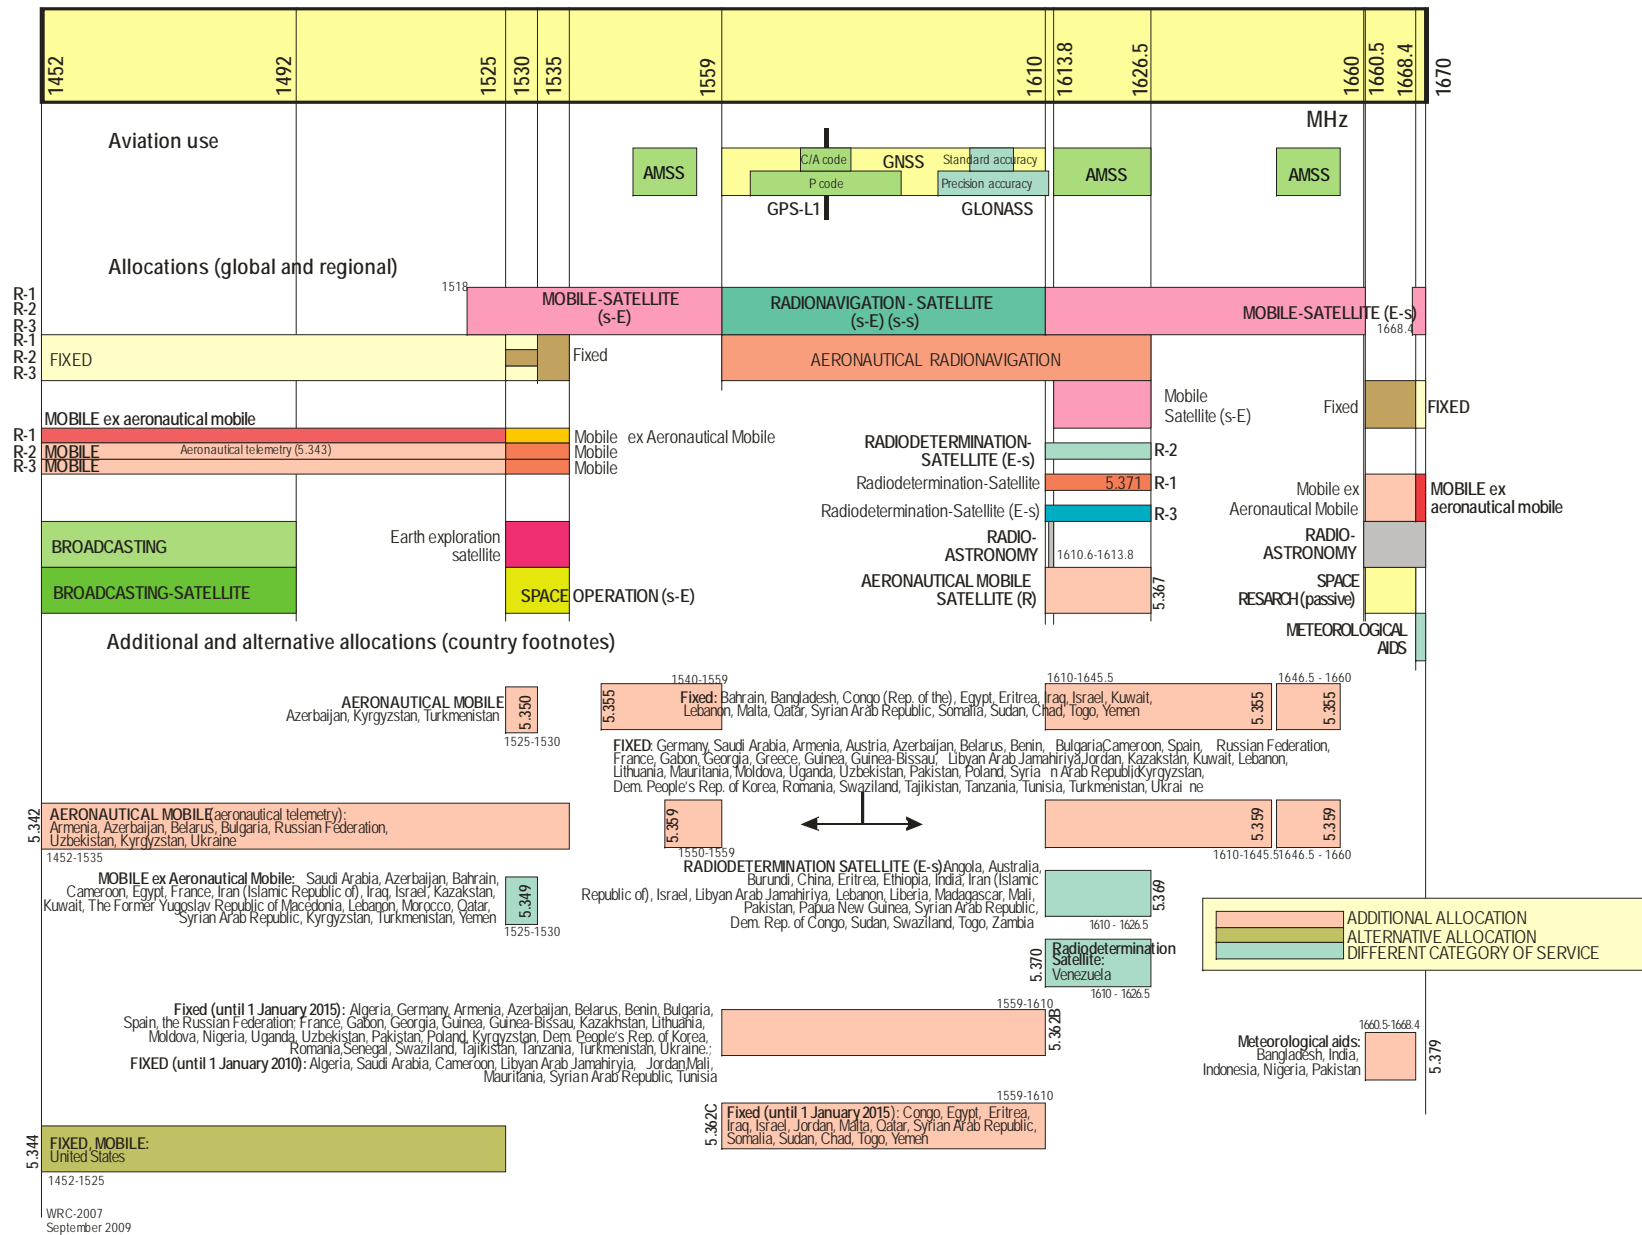 1452
1492
1525
1530
1535
1559
1610
1613.8
1626.5
1660
1660.5
1668.4
1670
MHz
Aviation use
AMSS
C/A code
GNSS
Standard accuracy
P code
Precision accuracy
GPS-L1
GLONASS
AMSS
AMSS
Allocations (global and regional)
R-1
R-2
R-3
1518
MOBILE-SATELLITE
(s-E)
RADIONAVIGATION - SATELLITE
(s-E) (s-s)
MOBILE-SATELLITE (E-s)
1668.4
R-1
R-2
R-3
FIXED
Fixed
AERONAUTICAL RADIONAVIGATION
Mobile
Satellite (s-E)
Fixed
FIXED
MOBILE ex aeronautical mobile
R-1
R-2
R-3
MOBILE
Aeronautical telemetry (5.343)
MOBILE
Mobile ex Aeronautical Mobile
Mobile
Mobile
RADIODETERMINATION-
SATELLITE (E-s)
R-2
Radiodetermination-Satellite
5.371
R-1
Radiodetermination-Satellite (E-s)
R-3
Mobile ex
Aeronautical Mobile
MOBILE ex
aeronautical mobile
BROADCASTING
Earth exploration
satellite
RADIO-
ASTRONOMY
1610.6-1613.8
RADIO-
ASTRONOMY
BROADCASTING-SATELLITE
SPACE OPERATION (s-E)
AERONAUTICAL MOBILE
SATELLITE (R)
5.367
SPACE
RESARCH (passive)
METEOROLOGICAL
AIDS
Additional and alternative allocations (country footnotes)
AERONAUTICAL MOBILE
Azerbaijan, Kyrgyzstan, Turkmenistan
5.350
1525-1530
1540-1559
5.355
Fixed: Bahrain, Bangladesh, Congo (Rep. of the), Egypt, Eritrea, Iraq, Israel, Kuwait,
Lebanon, Malta, Qatar, Syrian Arab Republic, Somalia, Sudan, Chad, Togo, Yemen
1610-1645.5
5.355
1646.5 - 1660
5.355
FIXED: Germany, Saudi Arabia, Armenia, Austria, Azerbaijan, Belarus, Benin, Bulgaria,Cameroon, Spain, Russian Federation,
France, Gabon, Georgia, Greece, Guinea, Guinea-Bissau, Libyan Arab Jamahiriya,Jordan, Kazakstan, Kuwait, Lebanon,
Lithuania, Mauritania, Moldova, Uganda, Uzbekistan, Pakistan, Poland, Syria n Arab Republic,Kyrgyzstan,
Dem. People's Rep. of Korea, Romania, Swaziland, Tajikistan, Tanzania, Tunisia, Turkmenistan, Ukrai ne
5.342
AERONAUTICAL MOBILE (aeronautical telemetry):
Armenia, Azerbaijan, Belarus, Bulgaria, Russian Federation,
Uzbekistan, Kyrgyzstan, Ukraine
1452-1535
5.359
1550-1559
5.359
1610-1645.5
5.359
1646.5 - 1660
MOBILE ex Aeronautical Mobile: Saudi Arabia, Azerbaijan, Bahrain,
Cameroon, Egypt, France, Iran (Islamic Republic of), Iraq, Israel, Kazakstan,
Kuwait, The Former Yugoslav Republic of Macedonia, Lebanon, Morocco, Qatar,
Syrian Arab Republic, Kyrgyzstan, Turkmenistan, Yemen
5.349
1525-1530
RADIODETERMINATION SATELLITE (E-s):Angola, Australia,
Burundi, China, Eritrea, Ethiopia, India, Iran (Islamic
Republic of), Israel, Libyan Arab Jamahiriya, Lebanon, Liberia, Madagascar, Mali,
Pakistan, Papua New Guinea, Syrian Arab Republic,
Dem. Rep. of Congo, Sudan, Swaziland, Togo, Zambia
5.369
1610 - 1626.5
ADDITIONAL ALLOCATION
ALTERNATIVE ALLOCATION
DIFFERENT CATEGORY OF SERVICE
5.370
Radiodetermination
Satellite:
Venezuela
1610 - 1626.5
Fixed (until 1 January 2015): Algeria, Germany, Armenia, Azerbaijan, Belarus, Benin, Bulgaria,
Spain, the Russian Federation, France, Gabon, Georgia, Guinea, Guinea-Bissau, Kazakhstan, Lithuania,
Moldova, Nigeria, Uganda, Uzbekistan, Pakistan, Poland, Kyrgyzstan, Dem. People's Rep. of Korea,
Romania,Senegal, Swaziland, Tajikistan, Tanzania, Turkmenistan, Ukraine.;
FIXED (until 1 January 2010): Algeria, Saudi Arabia, Cameroon, Libyan Arab Jamahiryia, Jordan,Mali,
Mauritania, Syrian Arab Republic, Tunisia
1559-1610
5.362B
1660.5-1668.4
Meteorological aids:
Bangladesh, India,
Indonesia, Nigeria, Pakistan
5.379
1559-1610
5.362C
Fixed (until 1 January 2015): Congo, Egypt, Eritrea,
Iraq, Israel, Jordan, Malta, Qatar, Syrian Arab Republic,
Somalia, Sudan, Chad, Togo, Yemen
5.344
FIXED, MOBILE:
United States
1452-1525
WRC-2007
September 2009